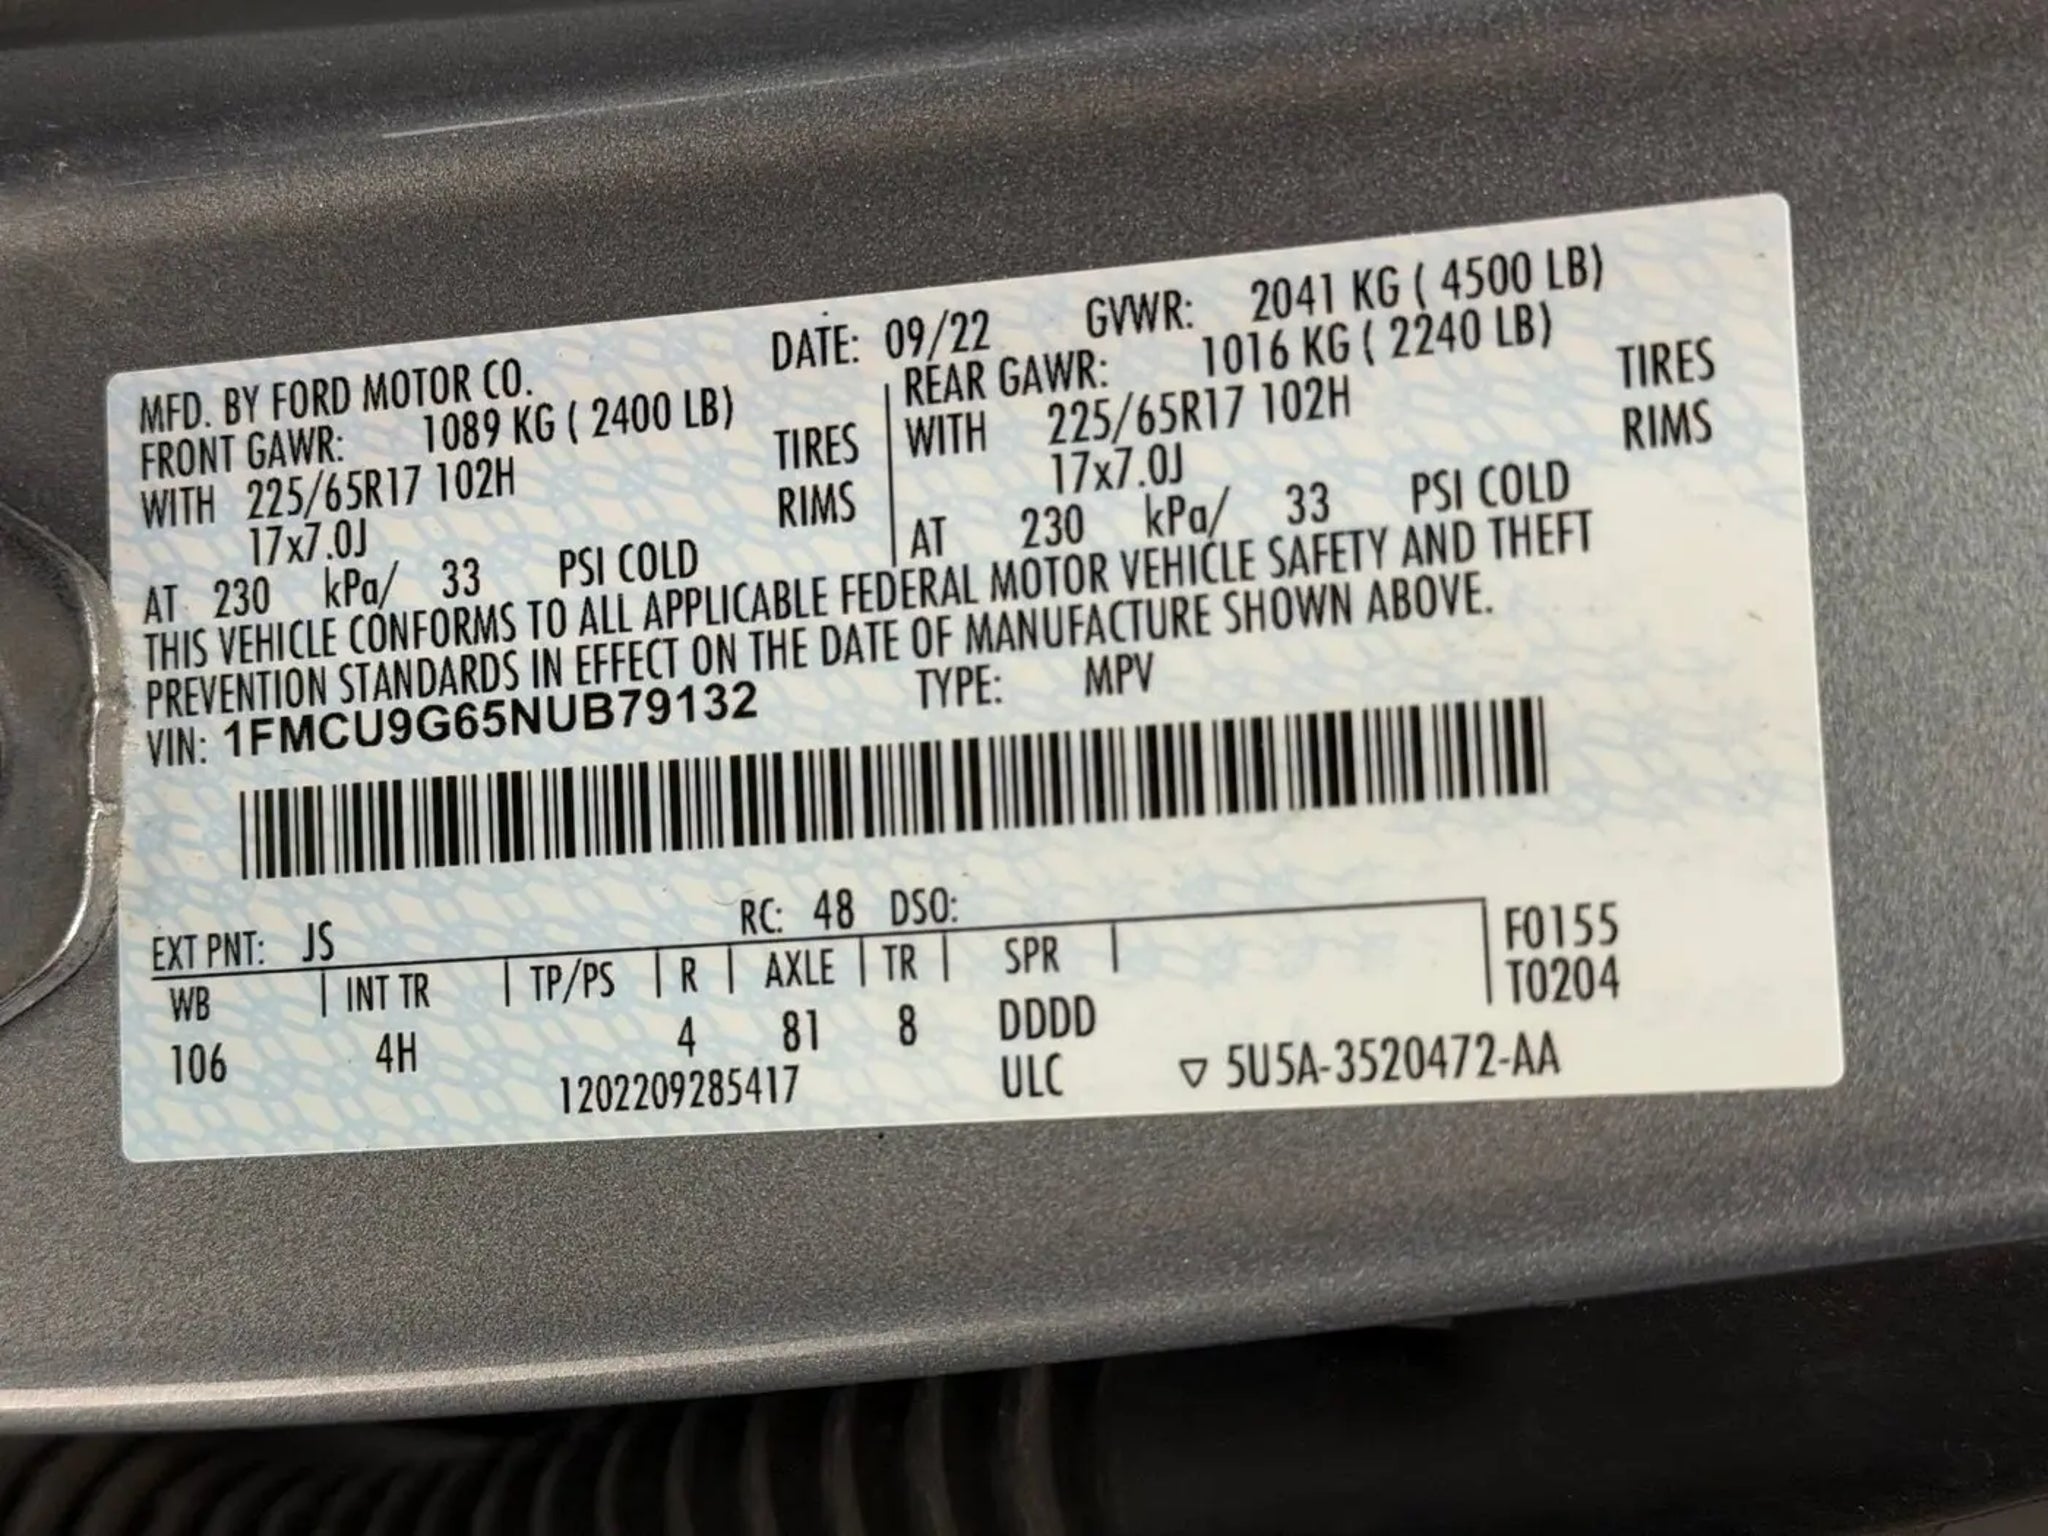 MFD. BY FORD MOTOR CO. DATE: 09/22 GVWR: 2041 KG ( 4500 LB)
FRONT GAWR: 1089 KG ( 2400 LB) REAR GAWR: 1016 KG ( 2240 LB)
WITH 225/65R17 102H TIRES WITH 225/65R17 102H TIRES
17x7.0J RIMS 17x7.0J RIMS
AT 230 kPa/ 33 PSI COLD AT 230 kPa/ 33 PSI COLD
THIS VEHICLE CONFORMS TO ALL APPLICABLE FEDERAL MOTOR VEHICLE SAFETY AND THEFT
PREVENTION STANDARDS IN EFFECT ON THE DATE OF MANUFACTURE SHOWN ABOVE.
VIN: 1FMCU9G65NUB79132 TYPE: MPV
EXT PNT: JS RC: 48 DSO:
WB INT TR TP/PS R AXLE TR SPR F0155
T0204
106 4H 4 81 8 DDDD
1202209285417 ULC ▽ 5U5A-3520472-AA